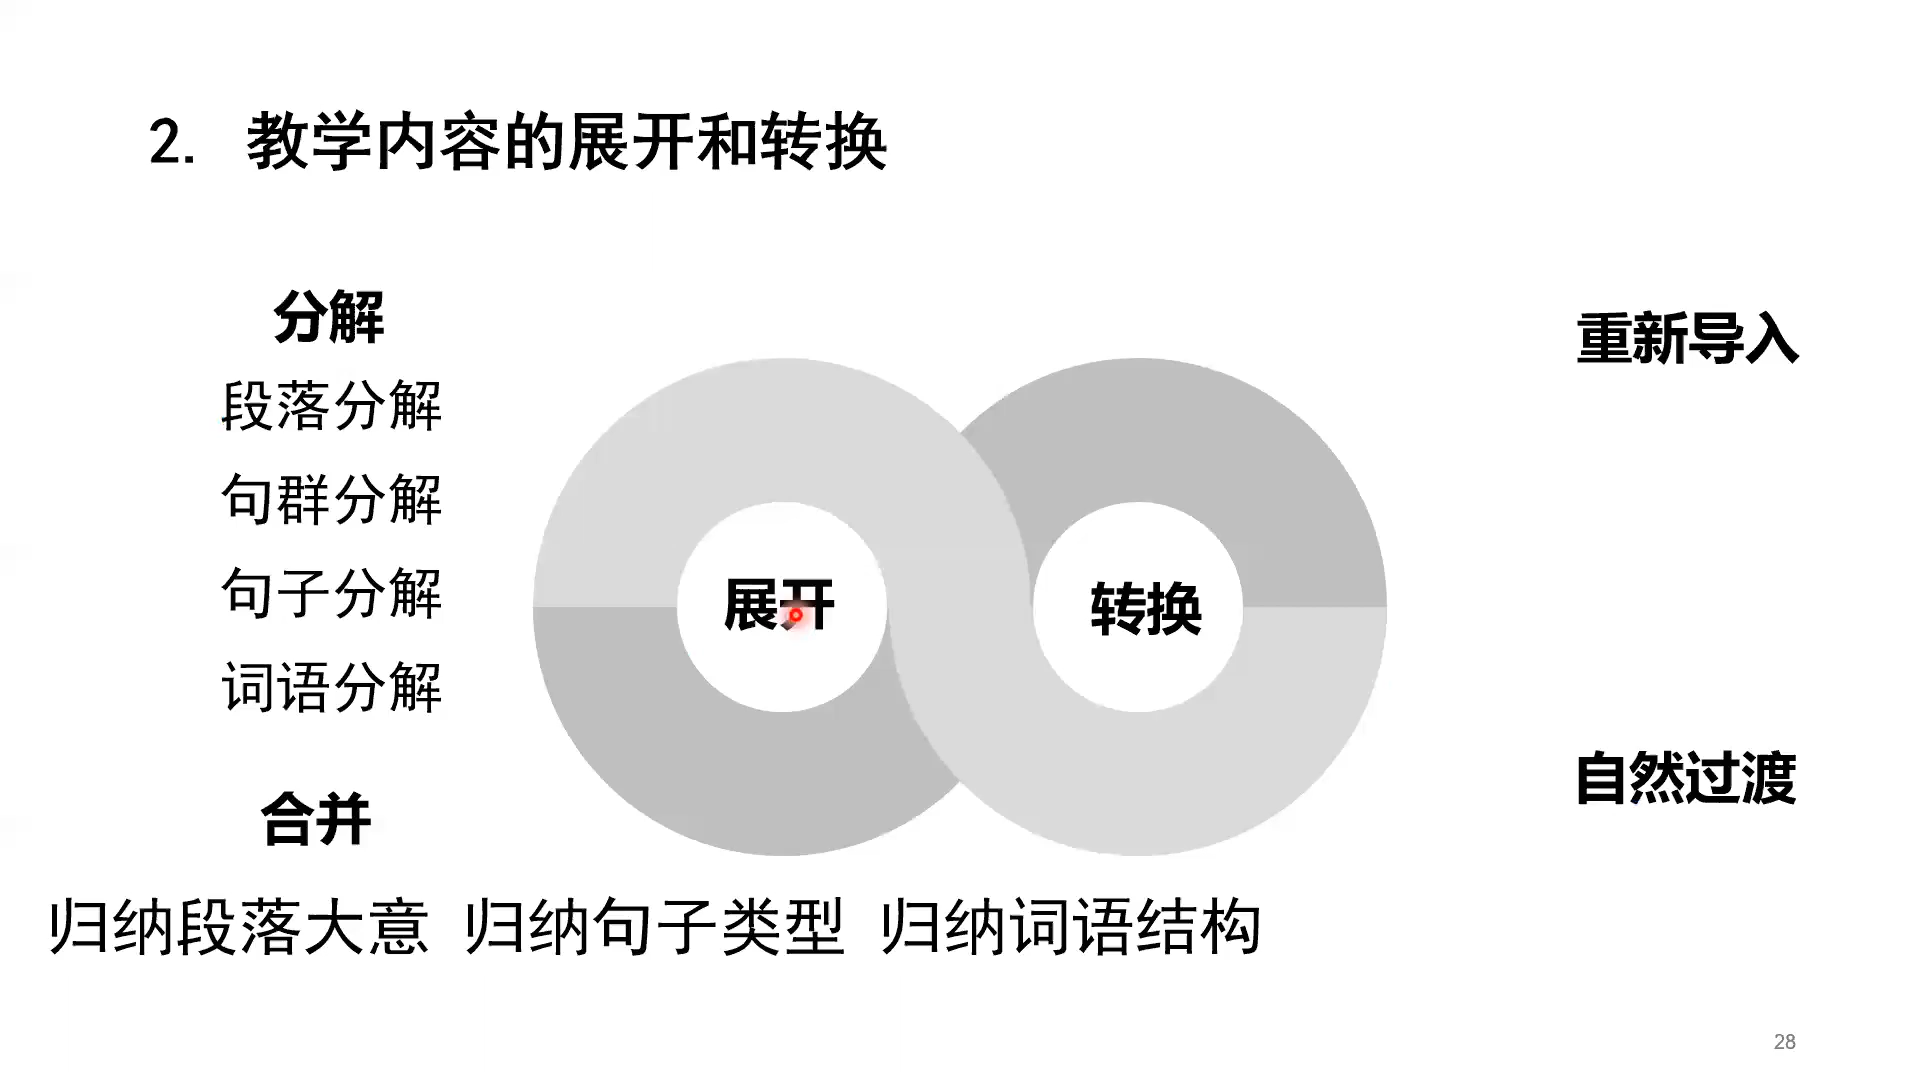 2. 教学内容的展开和转换
分解
段落分解
句群分解
句子分解
词语分解
合并
归纳段落大意 归纳句子类型 归纳词语结构
展开
转换
重新导入
自然过渡
28